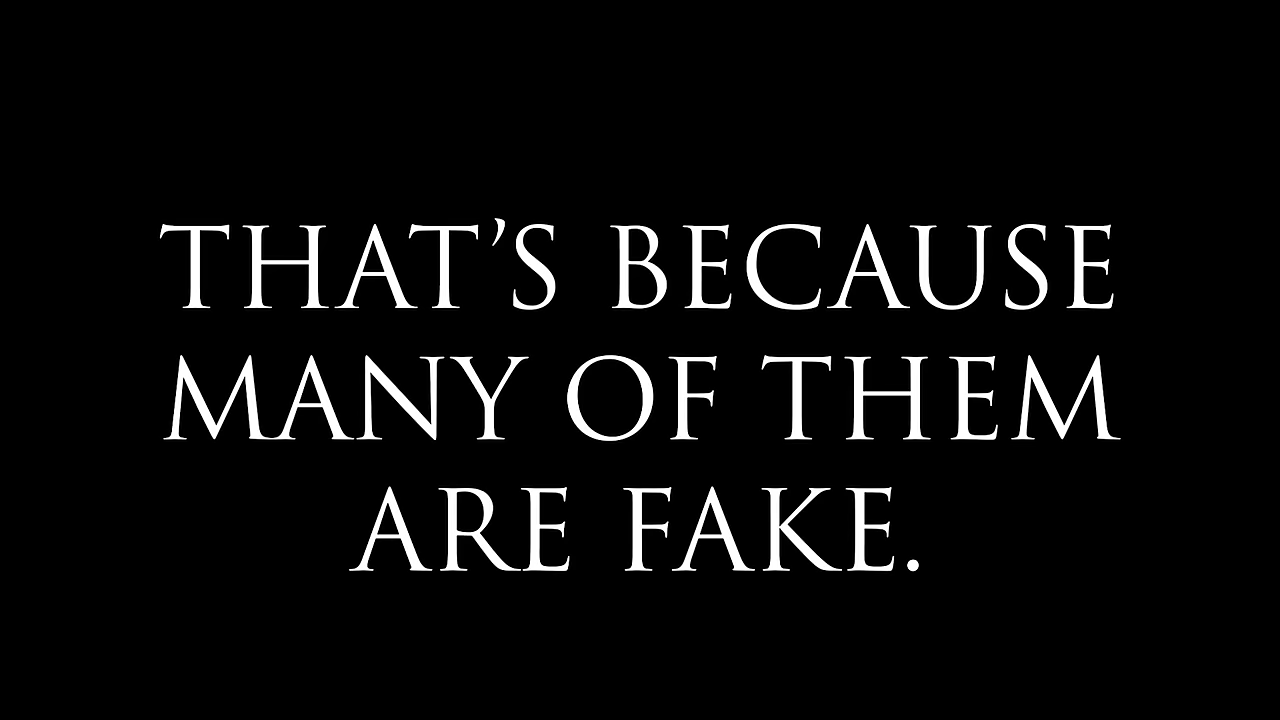 THAT’S BECAUSE
MANY OF THEM
ARE FAKE.